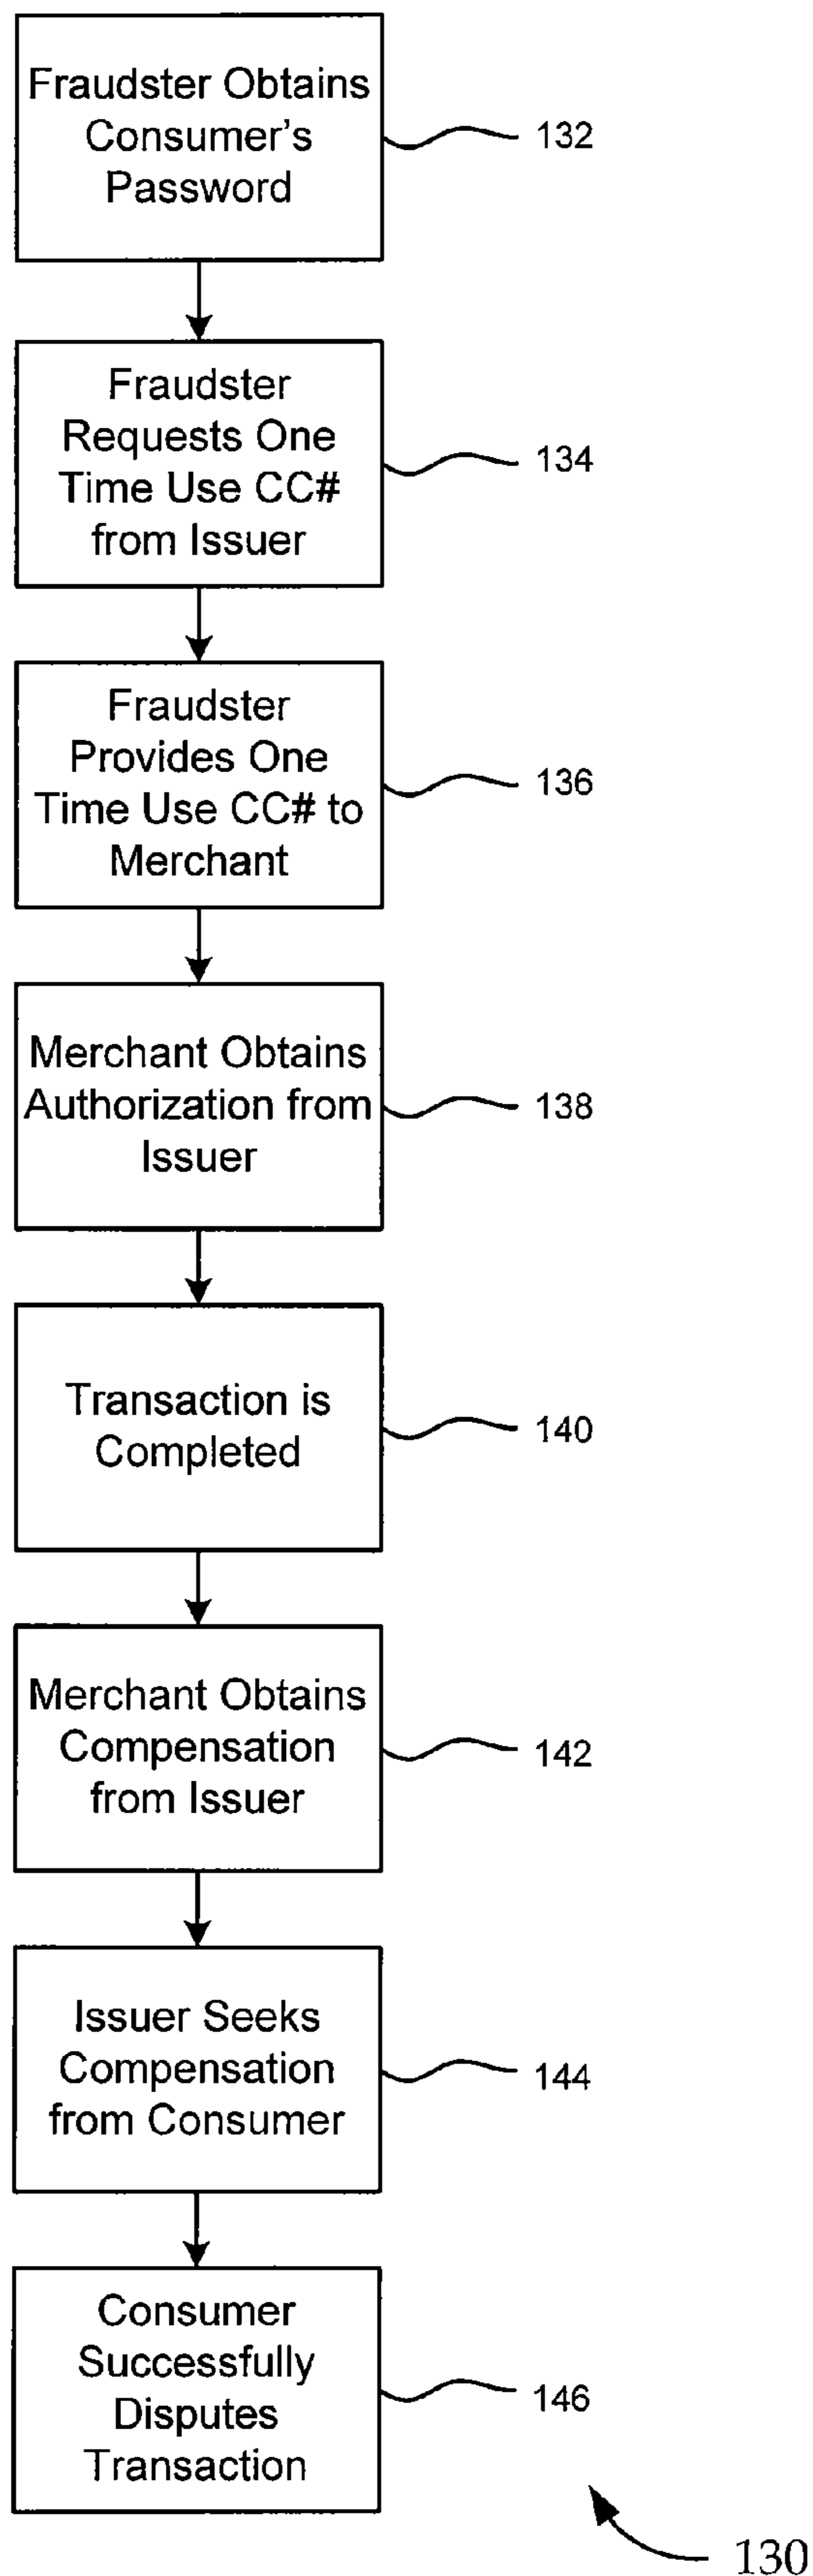 Fraudster Obtains
Consumer's
Password
132
Fraudster
Requests One
Time Use CC#
from Issuer
134
Fraudster
Provides One
Time Use CC# to
Merchant
136
Merchant Obtains
Authorization from
Issuer
138
Transaction is
Completed
140
Merchant Obtains
Compensation
from Issuer
142
Issuer Seeks
Compensation
from Consumer
144
Consumer
Successfully
Disputes
Transaction
146
130